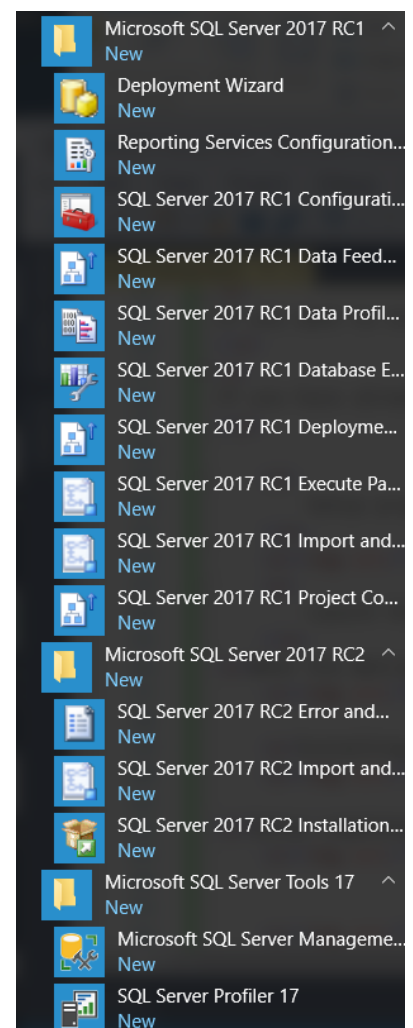 Microsoft SQL Server 2017 RC1
New
Deployment Wizard
New
Reporting Services Configuration...
New
SQL Server 2017 RC1 Configurati...
New
SQL Server 2017 RC1 Data Feed...
New
SQL Server 2017 RC1 Data Profil...
New
SQL Server 2017 RC1 Database E...
New
SQL Server 2017 RC1 Deployme...
New
SQL Server 2017 RC1 Execute Pa...
New
SQL Server 2017 RC1 Import and...
New
SQL Server 2017 RC1 Project Co...
New
Microsoft SQL Server 2017 RC2
New
SQL Server 2017 RC2 Error and...
New
SQL Server 2017 RC2 Import and...
New
SQL Server 2017 RC2 Installation...
New
Microsoft SQL Server Tools 17
New
Microsoft SQL Server Manageme...
New
SQL Server Profiler 17
New